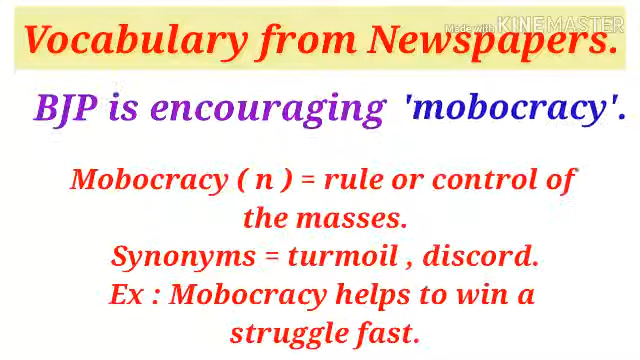 Made with KINEMASTER
Vocabulary from Newspapers.
BJP is encouraging 'mobocracy'.
Mobocracy ( n ) = rule or control of
the masses.
Synonyms = turmoil , discord.
Ex : Mobocracy helps to win a
struggle fast.